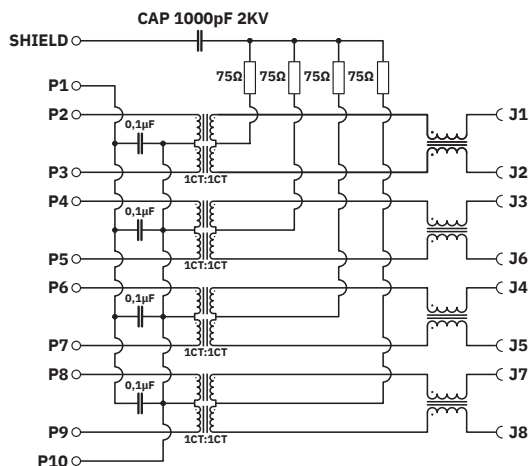 CAP 1000pF 2KV
SHIELD
75Ω 75Ω 75Ω 75Ω
P1
P2 0,1µF J1
P3 J2
1CT:1CT
P4 J3
0,1µF
P5 J6
1CT:1CT
P6 J4
0,1µF
P7 J5
1CT:1CT
P8 J7
0,1µF
P9 J8
1CT:1CT
P10